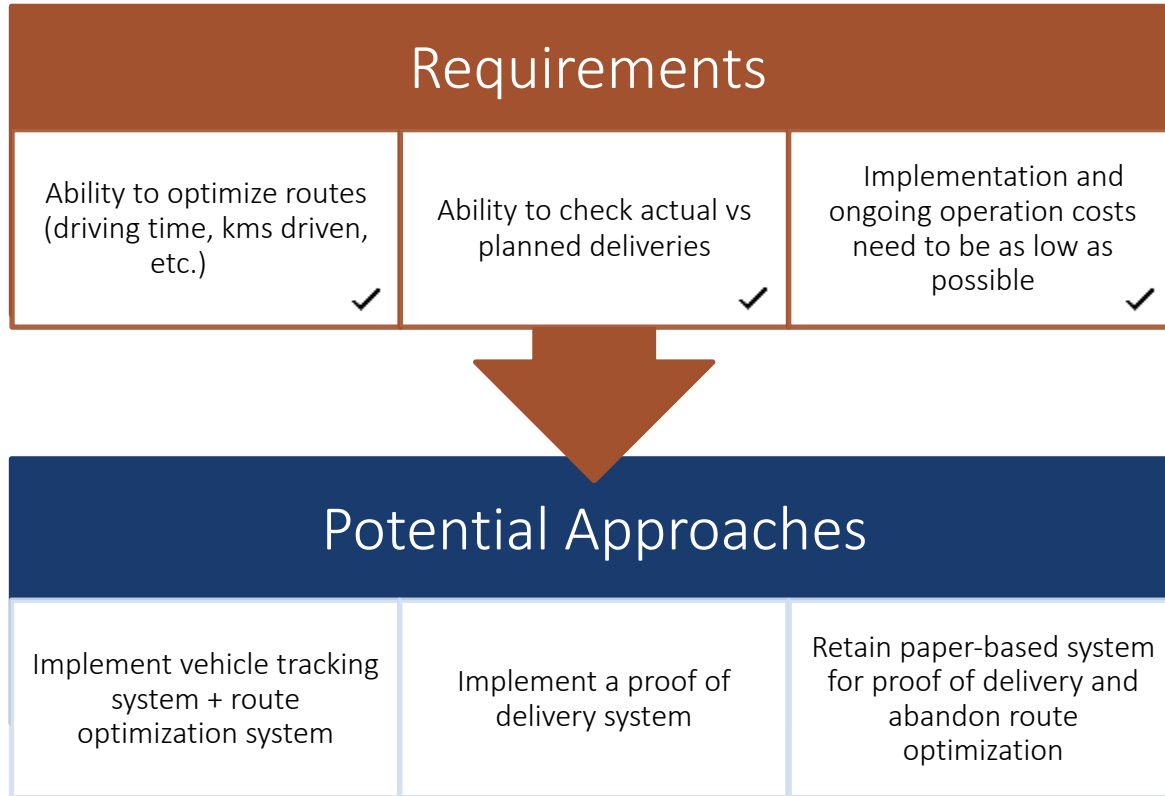 Requirements
Ability to optimize routes
(driving time, kms driven,
etc.)
Ability to check actual vs
planned deliveries
Implementation and
ongoing operation costs
need to be as low as
possible
Potential Approaches
Implement vehicle tracking
system + route
optimization system
Implement a proof of
delivery system
Retain paper-based system
for proof of delivery and
abandon route
optimization